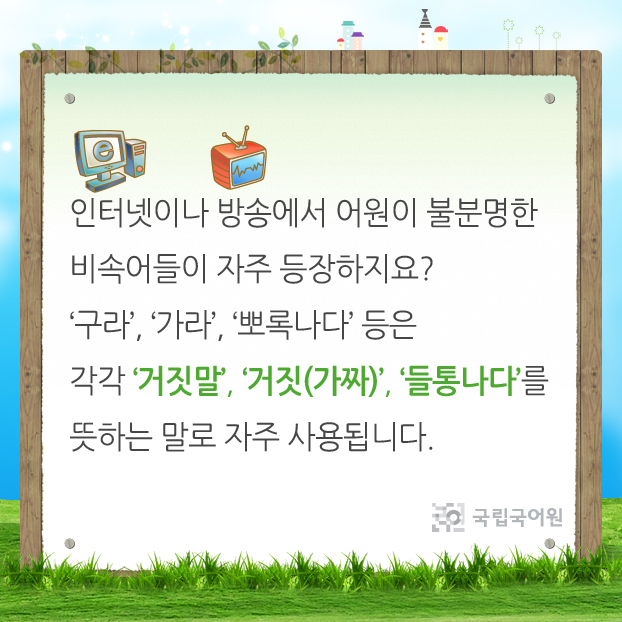 인터넷이나 방송에서 어원이 불분명한
비속어들이 자주 등장하지요?
‘구라’, ‘가라’, ‘뽀록나다’ 등은
각각 ‘거짓말’, ‘거짓(가짜)’, ‘들통나다’를
뜻하는 말로 자주 사용됩니다.
국립국어원